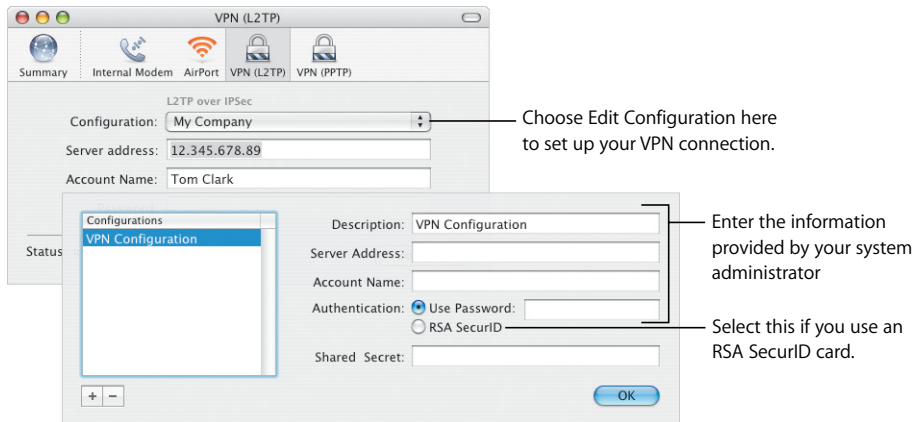 VPN (L2TP)
Summary
Internal Modem
AirPort
VPN (L2TP)
VPN (PPTP)
L2TP over IPSec
Configuration: My Company
Choose Edit Configuration here
to set up your VPN connection.
Server address: 12.345.678.89
Account Name: Tom Clark
Configurations
VPN Configuration
Status
Description: VPN Configuration
Server Address:
Account Name:
Authentication: Use Password:
RSA SecurID
Shared Secret:
Enter the information
provided by your system
administrator
Select this if you use an
RSA SecurID card.
+ −
OK